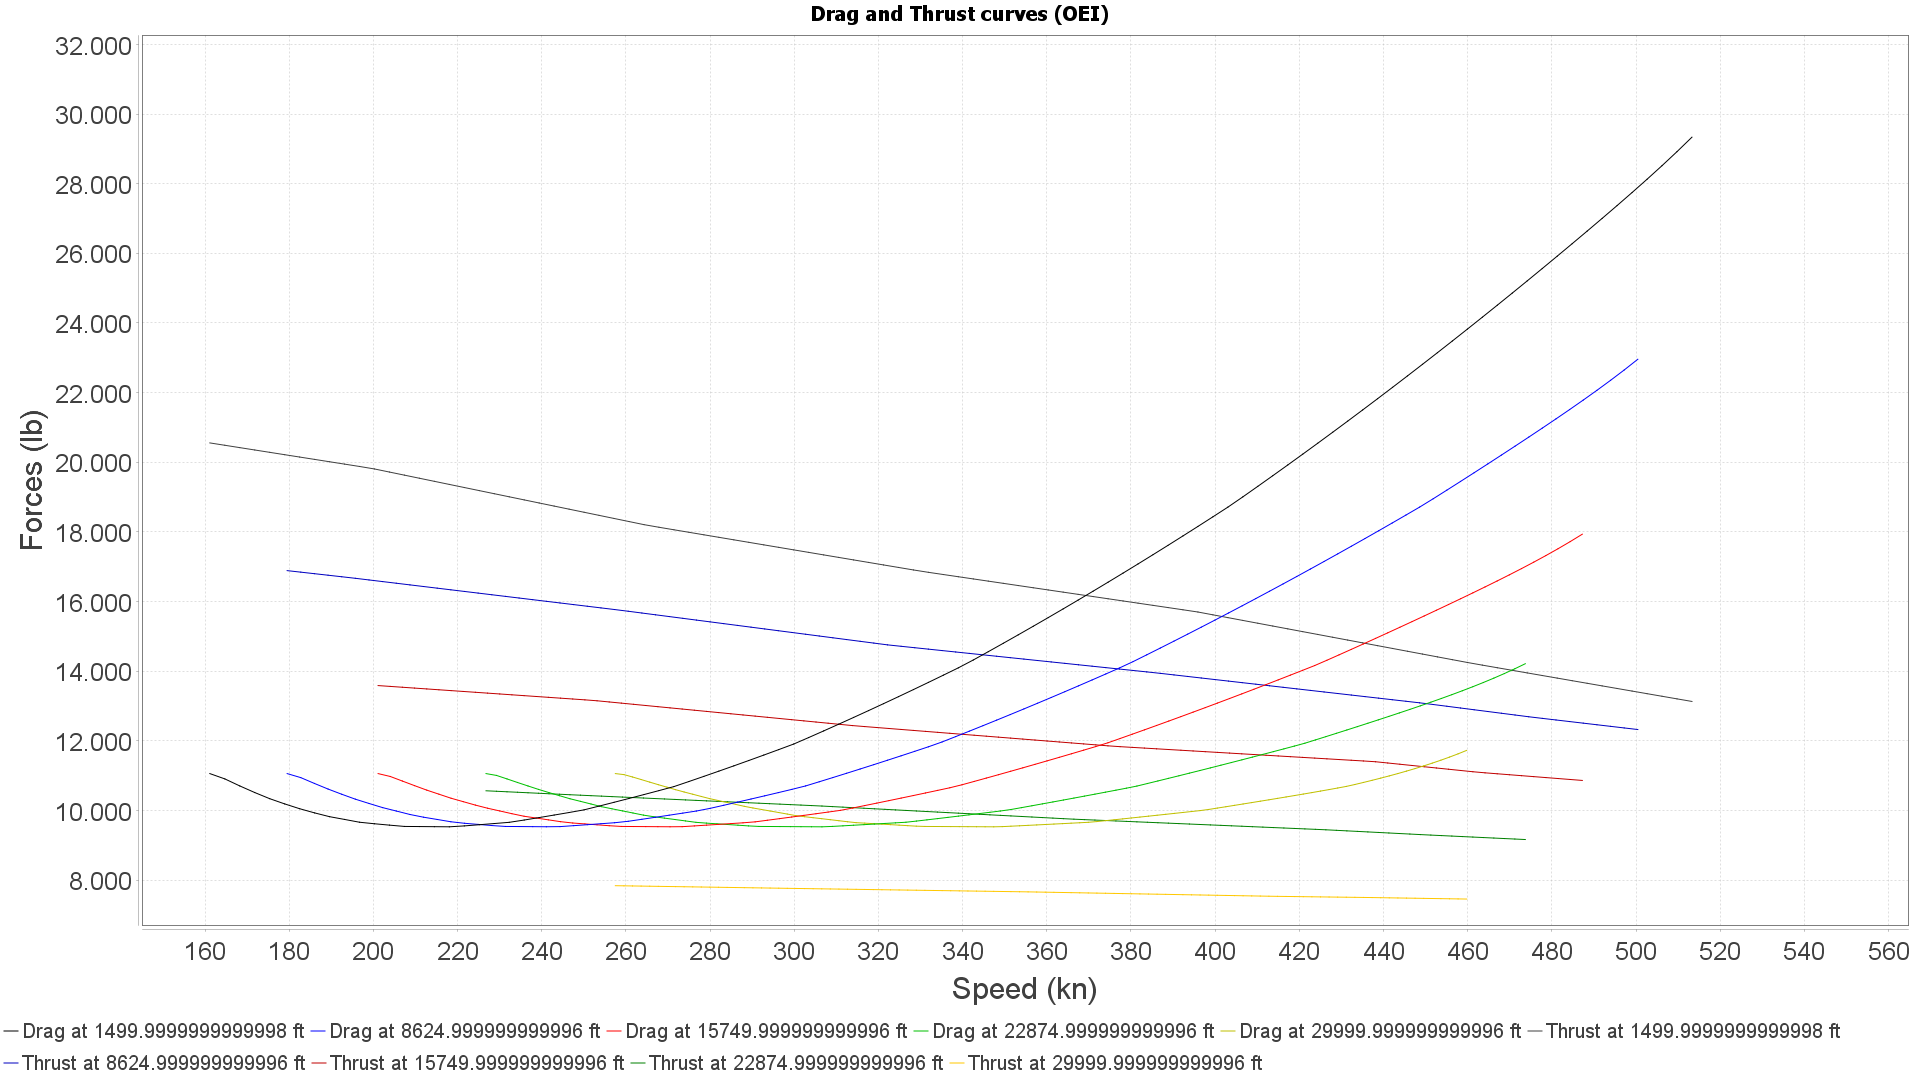 Drag and Thrust curves (OEI)
32.000
30.000
28.000
26.000
24.000
22.000
20.000
18.000
16.000
14.000
12.000
10.000
8.000
Forces (lb)
160 180 200 220 240 260 280 300 320 340 360 380 400 420 440 460 480 500 520 540 560
Speed (kn)
Drag at 1499.9999999999998 ft Drag at 8624.999999999996 ft Drag at 15749.999999999996 ft Drag at 22874.999999999996 ft Drag at 29999.999999999996 ft Thrust at 1499.9999999999998 ft
Thrust at 8624.999999999996 ft Thrust at 15749.999999999996 ft Thrust at 22874.999999999996 ft Thrust at 29999.999999999996 ft